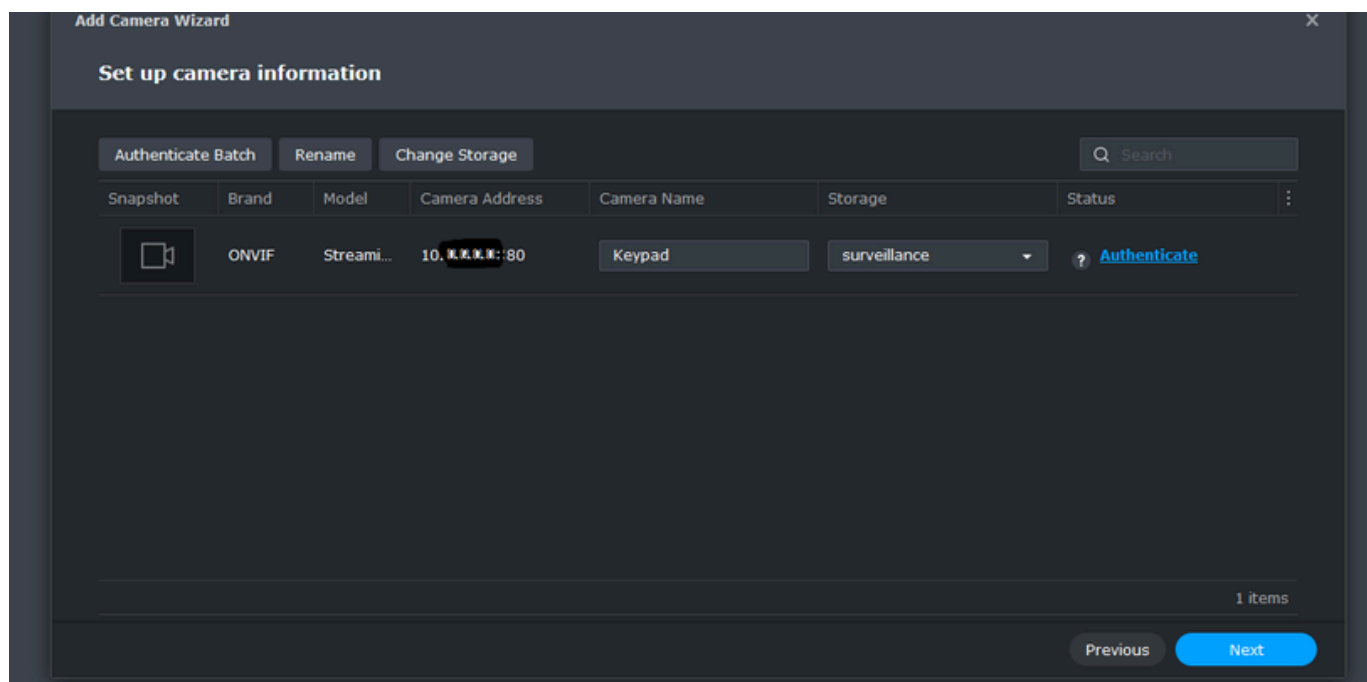 Add Camera Wizard
Set up camera information
Authenticate Batch Rename Change Storage Search
Snapshot Brand Model Camera Address Camera Name Storage Status
ONVIF Streami... 10. :80 Keypad surveillance ? Authenticate
1 items
Previous Next